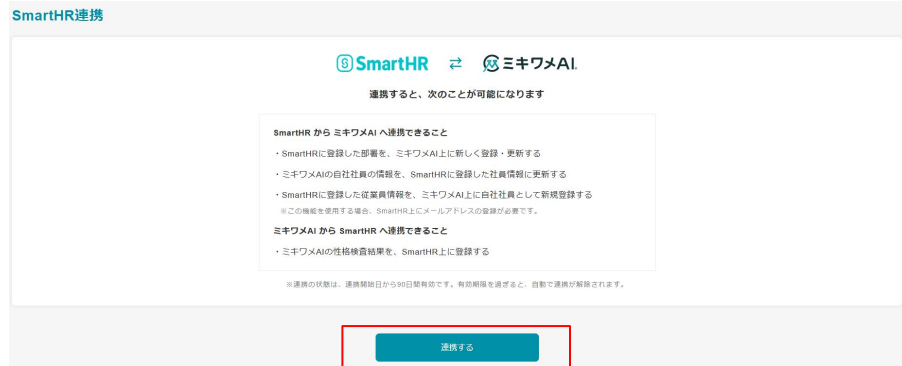 SmartHR連携
SmartHR ⇄ ミキワメAI.
連携すると、次のことが可能になります
SmartHR から ミキワメAI へ連携できること
・SmartHRに登録した部署を、ミキワメAI上に新しく登録・更新する
・ミキワメAIの自社社員の情報を、SmartHRに登録した社員情報に更新する
・SmartHRに登録した従業員情報を、ミキワメAI上に自社社員として新規登録する
※この機能を使用する場合、SmartHR上にメールアドレスの登録が必要です。
ミキワメAI から SmartHR へ連携できること
・ミキワメAIの性格検査結果を、SmartHR上に登録する
※連携の状態は、連携開始日から90日間有効です。有効期限を過ぎると、自動で連携が解除されます。
連携する